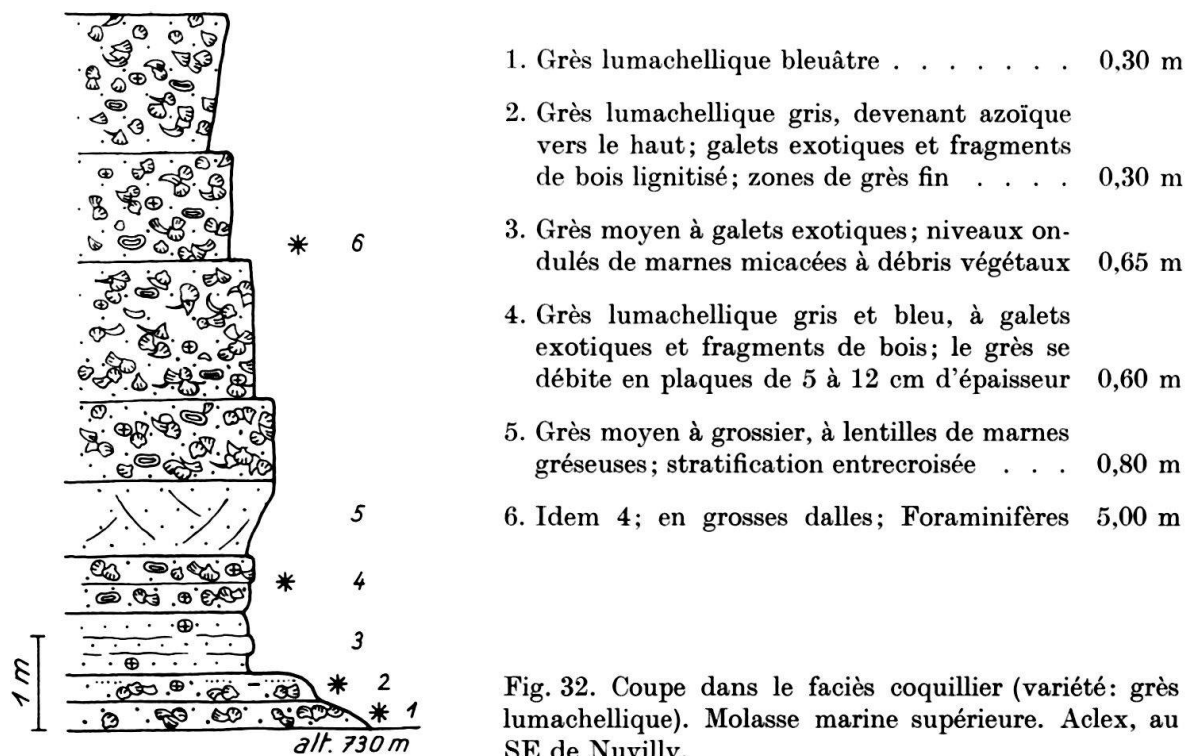 1. Grès lumachellique bleuâtre . . . . . . . 0,30 m
2. Grès lumachellique gris, devenant azoïque
vers le haut; galets exotiques et fragments
de bois lignitisé; zones de grès fin . . . . 0,30 m
3. Grès moyen à galets exotiques; niveaux on-
dulés de marnes micacées à débris végétaux 0,65 m
4. Grès lumachellique gris et bleu, à galets
exotiques et fragments de bois; le grès se
débite en plaques de 5 à 12 cm d'épaisseur 0,60 m
5. Grès moyen à grossier, à lentilles de marnes
gréseuses; stratification entrecroisée . . . 0,80 m
6. Idem 4; en grosses dalles; Foraminifères 5,00 m
6
5
4
3
2
1
1 m
alt. 730 m
Fig. 32. Coupe dans le faciès coquillier (variété: grès
lumachellique). Molasse marine supérieure. Aclex, au
SE de Nuvilly.